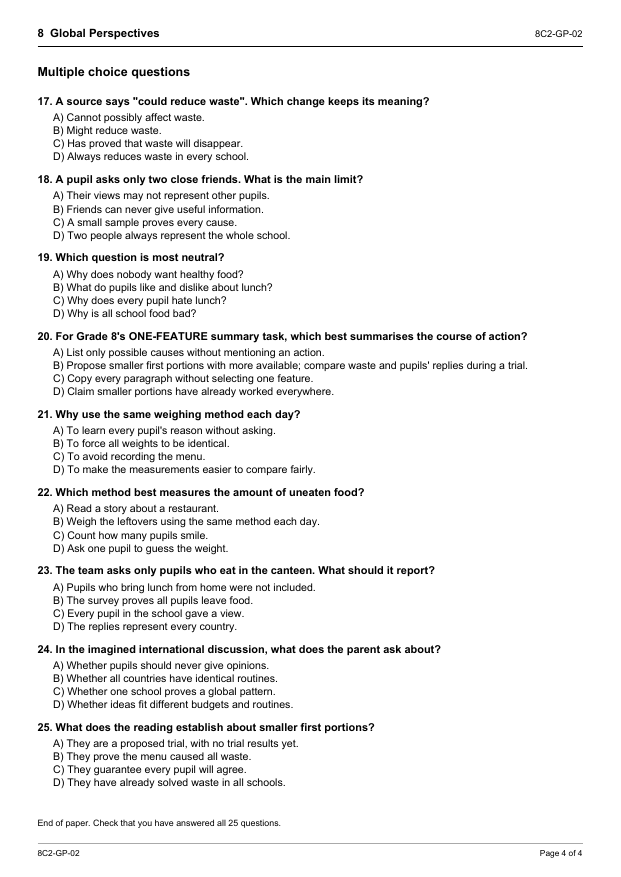 8 Global Perspectives
8C2-GP-02
Multiple choice questions
17. A source says "could reduce waste". Which change keeps its meaning?
A) Cannot possibly affect waste.
B) Might reduce waste.
C) Has proved that waste will disappear.
D) Always reduces waste in every school.
18. A pupil asks only two close friends. What is the main limit?
A) Their views may not represent other pupils.
B) Friends can never give useful information.
C) A small sample proves every cause.
D) Two people always represent the whole school.
19. Which question is most neutral?
A) Why does nobody want healthy food?
B) What do pupils like and dislike about lunch?
C) Why does every pupil hate lunch?
D) Why is all school food bad?
20. For Grade 8's ONE-FEATURE summary task, which best summarises the course of action?
A) List only possible causes without mentioning an action.
B) Propose smaller first portions with more available; compare waste and pupils' replies during a trial.
C) Copy every paragraph without selecting one feature.
D) Claim smaller portions have already worked everywhere.
21. Why use the same weighing method each day?
A) To learn every pupil's reason without asking.
B) To force all weights to be identical.
C) To avoid recording the menu.
D) To make the measurements easier to compare fairly.
22. Which method best measures the amount of uneaten food?
A) Read a story about a restaurant.
B) Weigh the leftovers using the same method each day.
C) Count how many pupils smile.
D) Ask one pupil to guess the weight.
23. The team asks only pupils who eat in the canteen. What should it report?
A) Pupils who bring lunch from home were not included.
B) The survey proves all pupils leave food.
C) Every pupil in the school gave a view.
D) The replies represent every country.
24. In the imagined international discussion, what does the parent ask about?
A) Whether pupils should never give opinions.
B) Whether all countries have identical routines.
C) Whether one school proves a global pattern.
D) Whether ideas fit different budgets and routines.
25. What does the reading establish about smaller first portions?
A) They are a proposed trial, with no trial results yet.
B) They prove the menu caused all waste.
C) They guarantee every pupil will agree.
D) They have already solved waste in all schools.
End of paper. Check that you have answered all 25 questions.
8C2-GP-02
Page 4 of 4